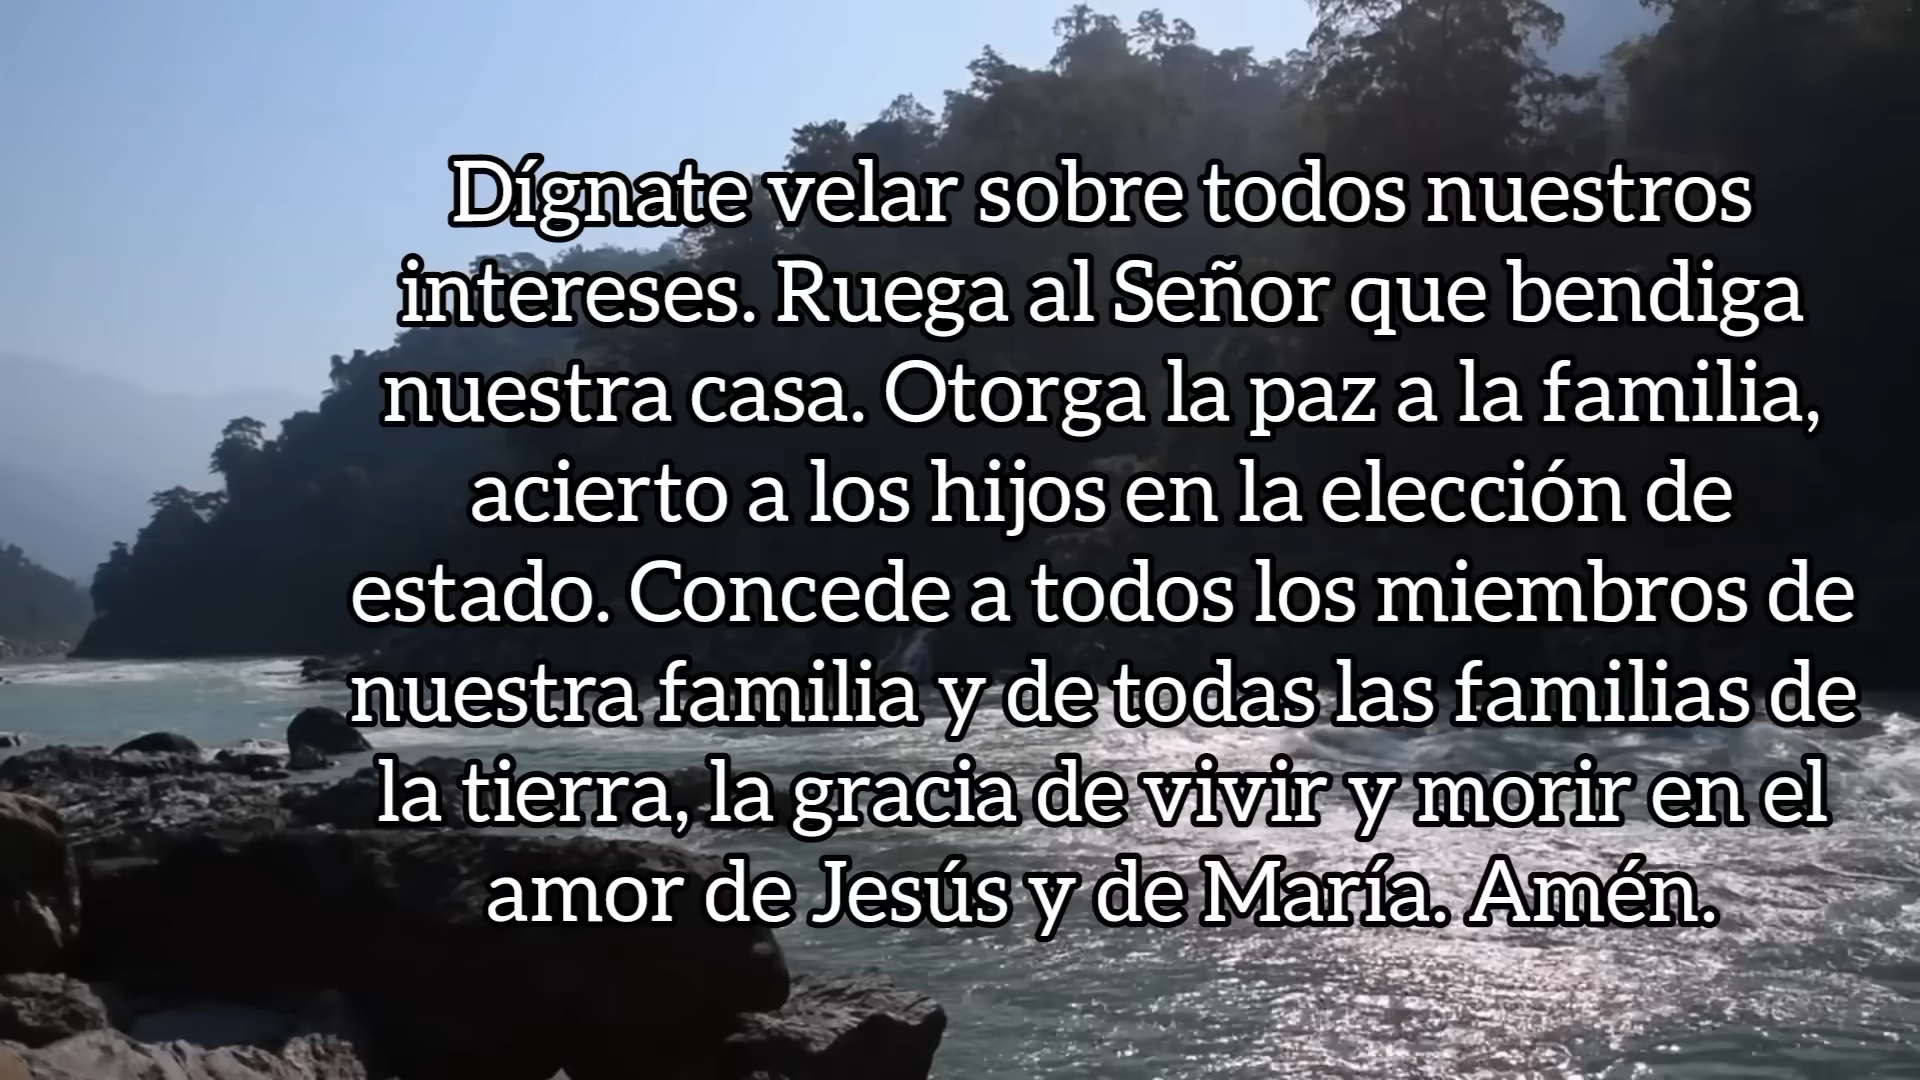 Dígnate velar sobre todos nuestros
intereses. Ruega al Señor que bendiga
nuestra casa. Otorga la paz a la familia,
acierto a los hijos en la elección de
estado. Concede a todos los miembros de
nuestra familia y de todas las familias de
la tierra, la gracia de vivir y morir en el
amor de Jesús y de María. Amén.